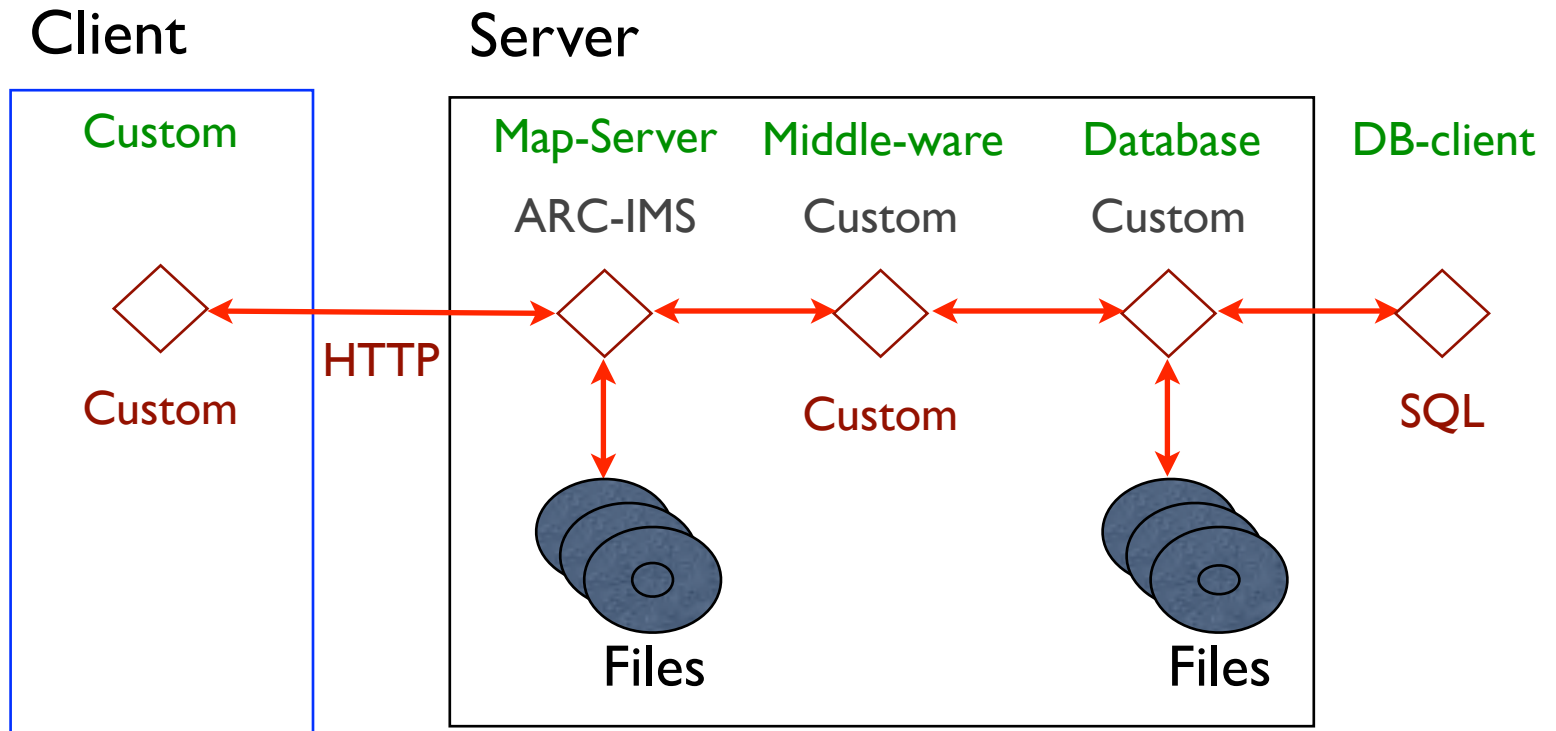 Client Server
Custom Map-Server Middle-ware Database DB-client
ARC-IMS Custom Custom
HTTP
Custom Custom SQL
Files Files